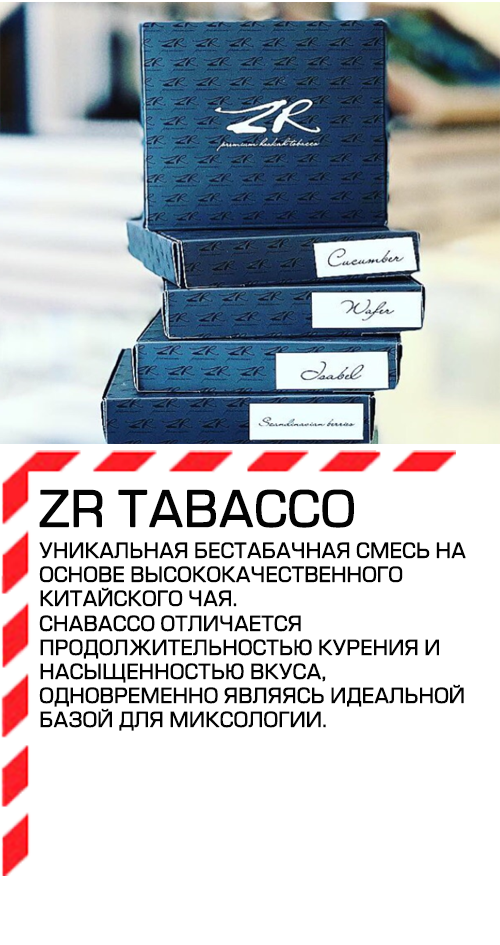 ZR
premium hookah tobacco
Cucumber
Wafer
Isabel
Scandinavian berries
ZR TABACCO
УНИКАЛЬНАЯ БЕСТАБАЧНАЯ СМЕСЬ НА
ОСНОВЕ ВЫСОКОКАЧЕСТВЕННОГО
КИТАЙСКОГО ЧАЯ.
CHABACCO ОТЛИЧАЕТСЯ
ПРОДОЛЖИТЕЛЬНОСТЬЮ КУРЕНИЯ И
НАСЫЩЕННОСТЬЮ ВКУСА,
ОДНОВРЕМЕННО ЯВЛЯЯСЬ ИДЕАЛЬНОЙ
БАЗОЙ ДЛЯ МИКСОЛОГИИ.